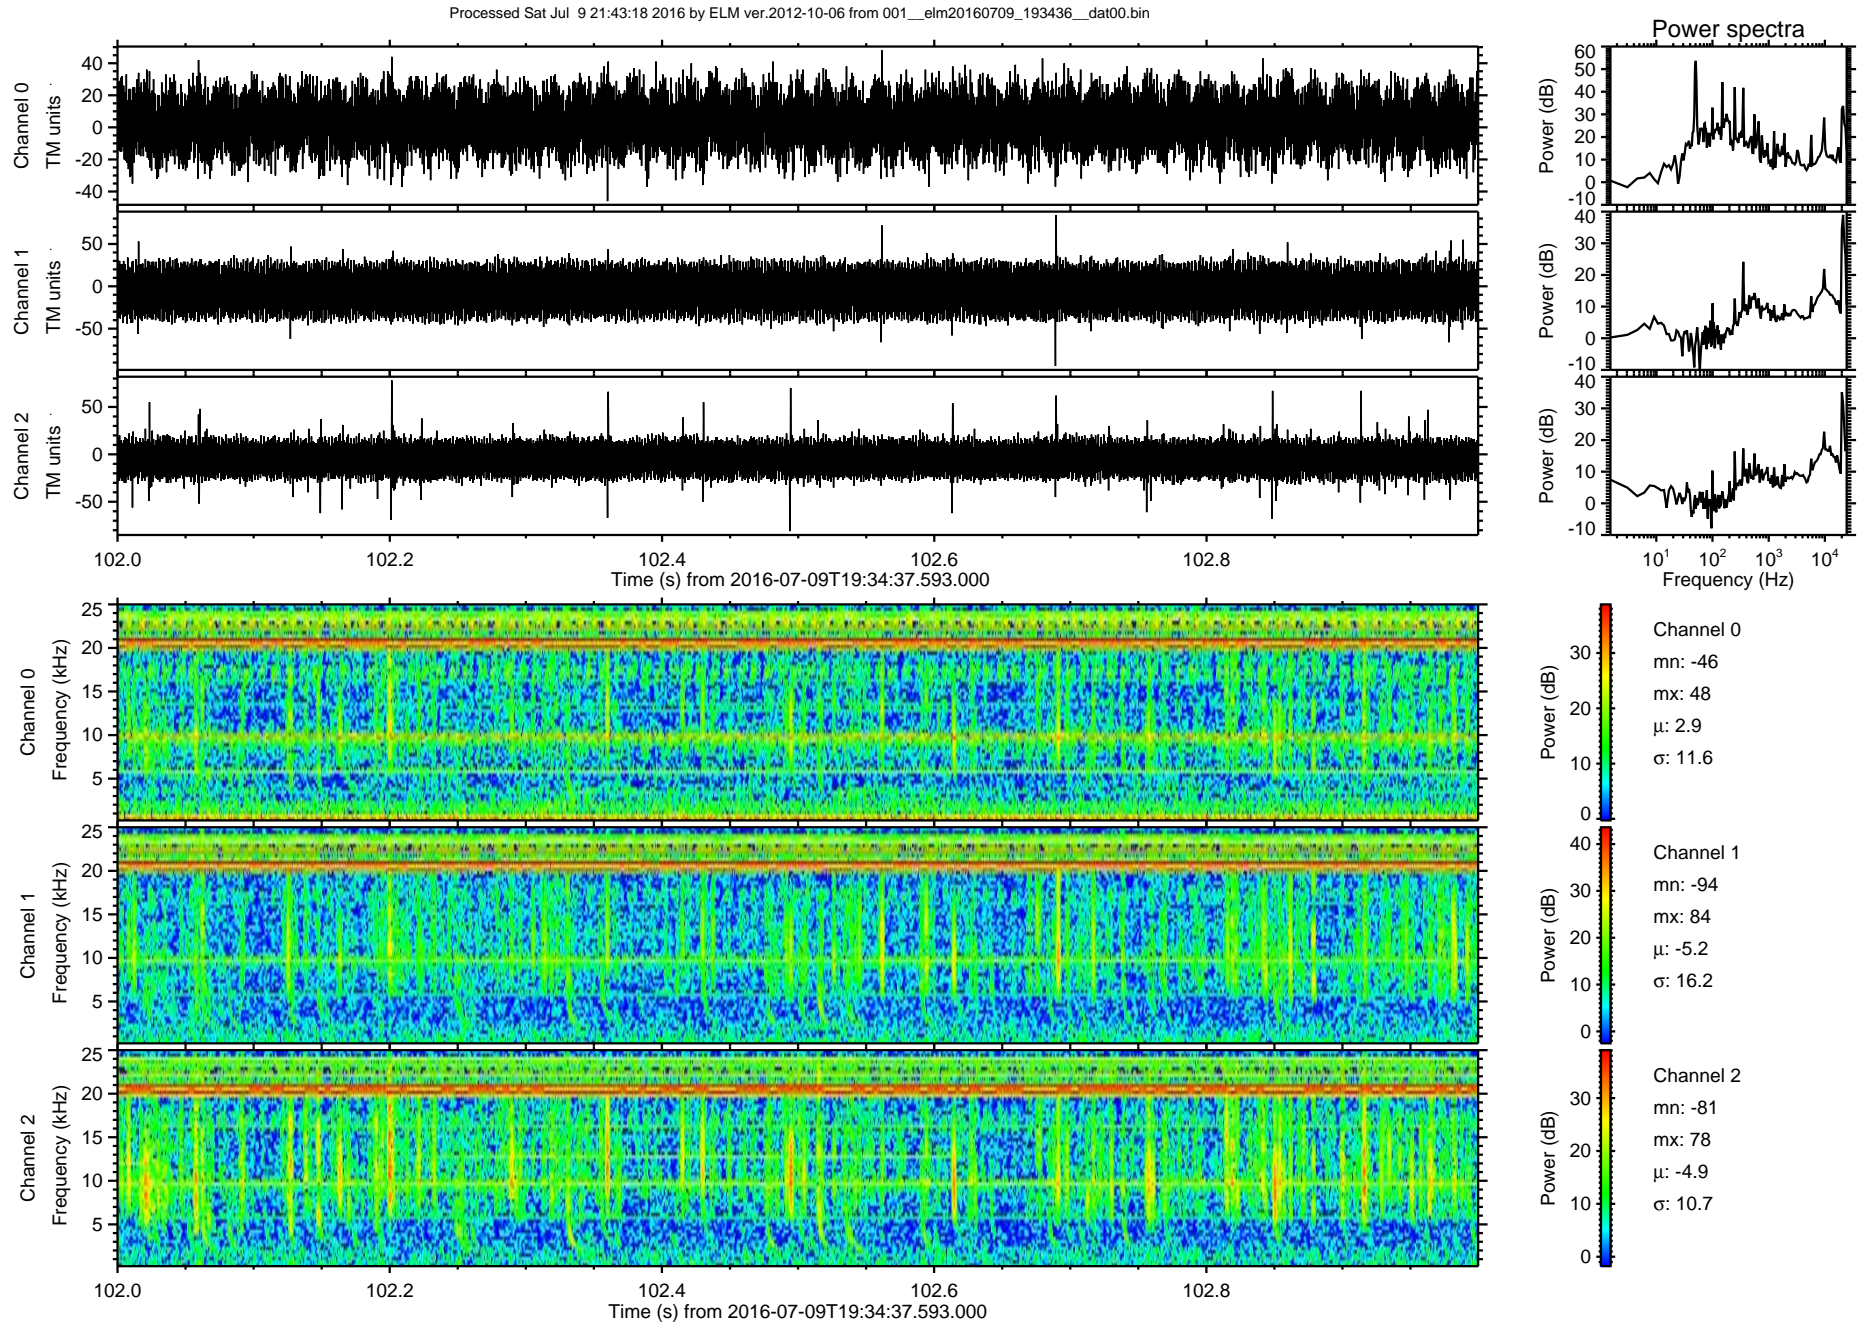 Processed Sat Jul 9 21:43:18 2016 by ELM ver.2012-10-06 from 001__elm20160709_193436__dat00.bin
Power spectra
Channel 0
TM units
40
20
0
-20
-40
Power (dB)
60
50
40
30
20
10
0
-10
Channel 1
TM units
50
0
-50
Power (dB)
40
30
20
10
0
-10
Channel 2
TM units
50
0
-50
Power (dB)
40
30
20
10
0
-10
102.0 102.2 102.4 102.6 102.8
Time (s) from 2016-07-09T19:34:37.593.000
10^1 10^2 10^3 10^4
Frequency (Hz)
Channel 0
Frequency (kHz)
25
20
15
10
5
Power (dB)
30
20
10
0
Channel 0
mn: -46
mx: 48
μ: 2.9
σ: 11.6
Channel 1
Frequency (kHz)
25
20
15
10
5
Power (dB)
40
30
20
10
0
Channel 1
mn: -94
mx: 84
μ: -5.2
σ: 16.2
Channel 2
Frequency (kHz)
25
20
15
10
5
Power (dB)
30
20
10
0
Channel 2
mn: -81
mx: 78
μ: -4.9
σ: 10.7
102.0 102.2 102.4 102.6 102.8
Time (s) from 2016-07-09T19:34:37.593.000